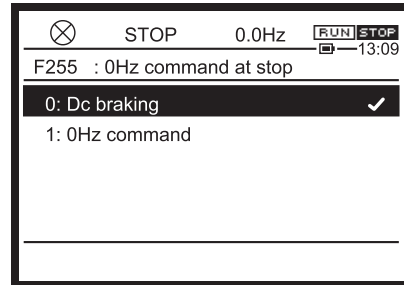 STOP 0.0Hz RUN STOP
13:09
F255 : 0Hz command at stop
0: Dc braking
1: 0Hz command